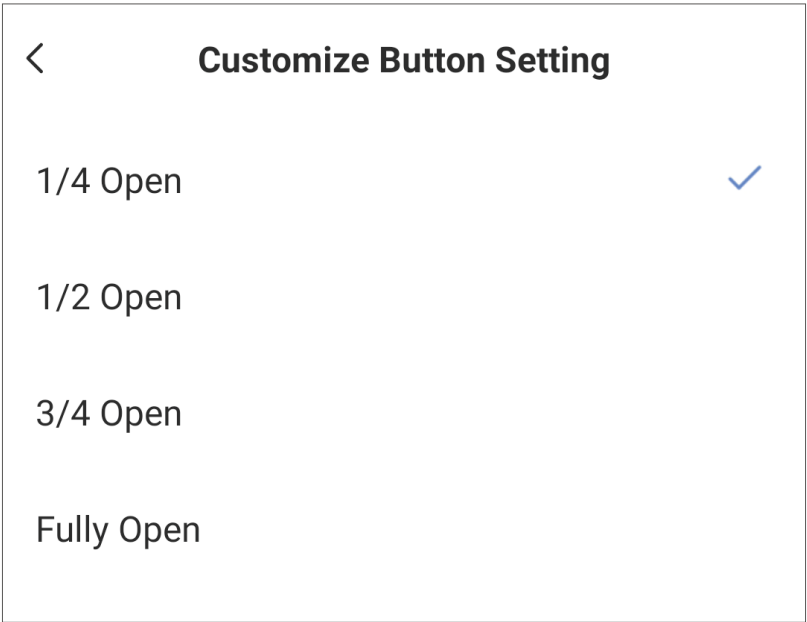 Customize Button Setting
1/4 Open
1/2 Open
3/4 Open
Fully Open